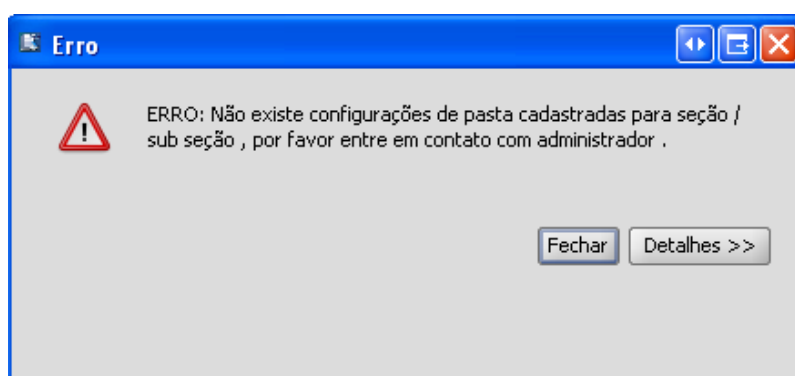 Erro
ERRO: Não existe configurações de pasta cadastradas para seção /
sub seção , por favor entre em contato com administrador .
Fechar
Detalhes >>